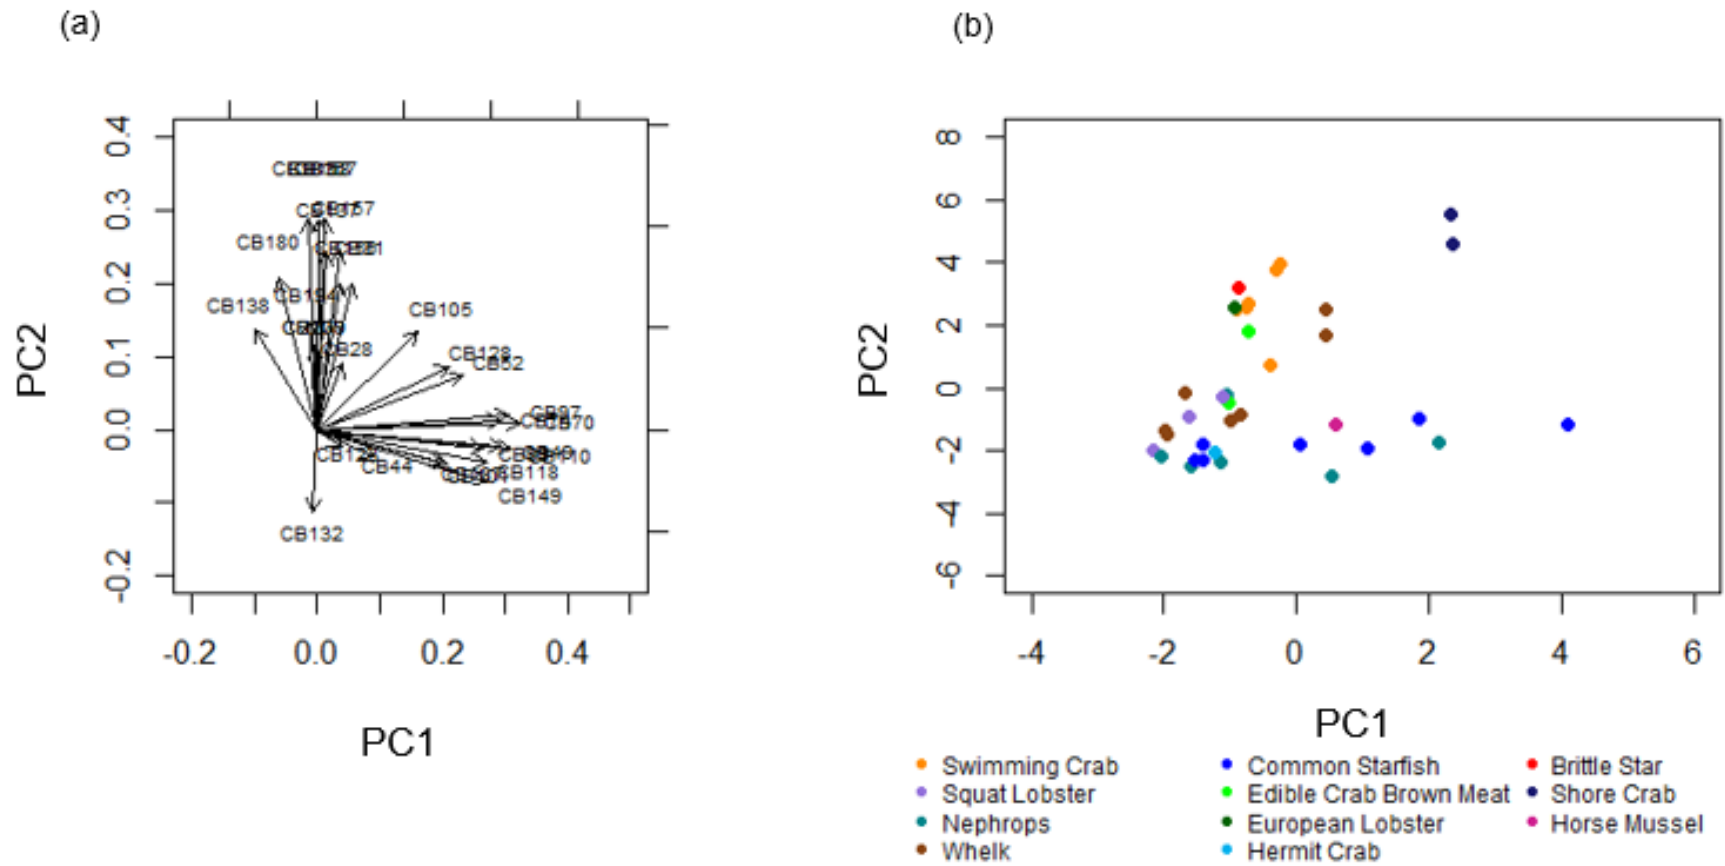 (a)
(b)
0.4
0.3
0.2
0.1
0.0
-0.2
PC2
CB180
CB138
CB28
CB105
CB128
CB52
CB97
CB70
CB44
CB110
CB118
CB149
CB132
-0.2 0.0 0.2 0.4
PC1
8
6
4
2
0
-2
-4
-6
PC2
-4 -2 0 2 4 6
PC1
Swimming Crab Common Starfish Brittle Star
Squat Lobster Edible Crab Brown Meat Shore Crab
Nephrops European Lobster Horse Mussel
Whelk Hermit Crab